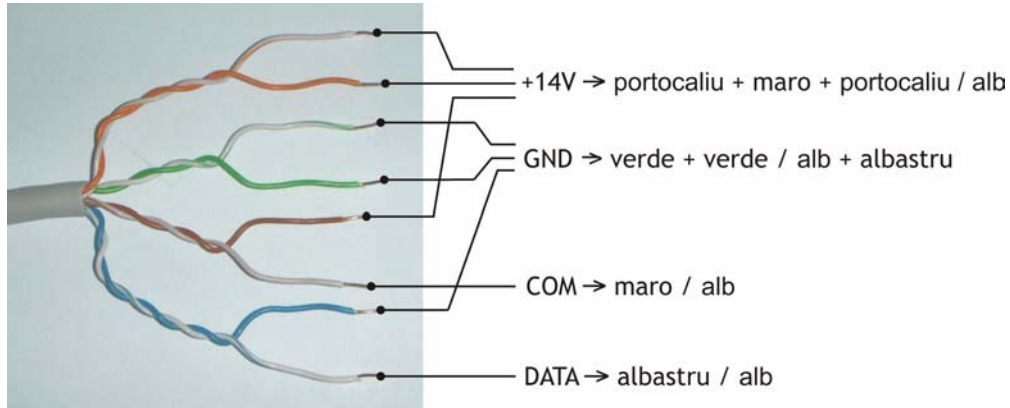 +14V → portocaliu + maro + portocaliu / alb
GND → verde + verde / alb + albastru
COM → maro / alb
DATA → albastru / alb